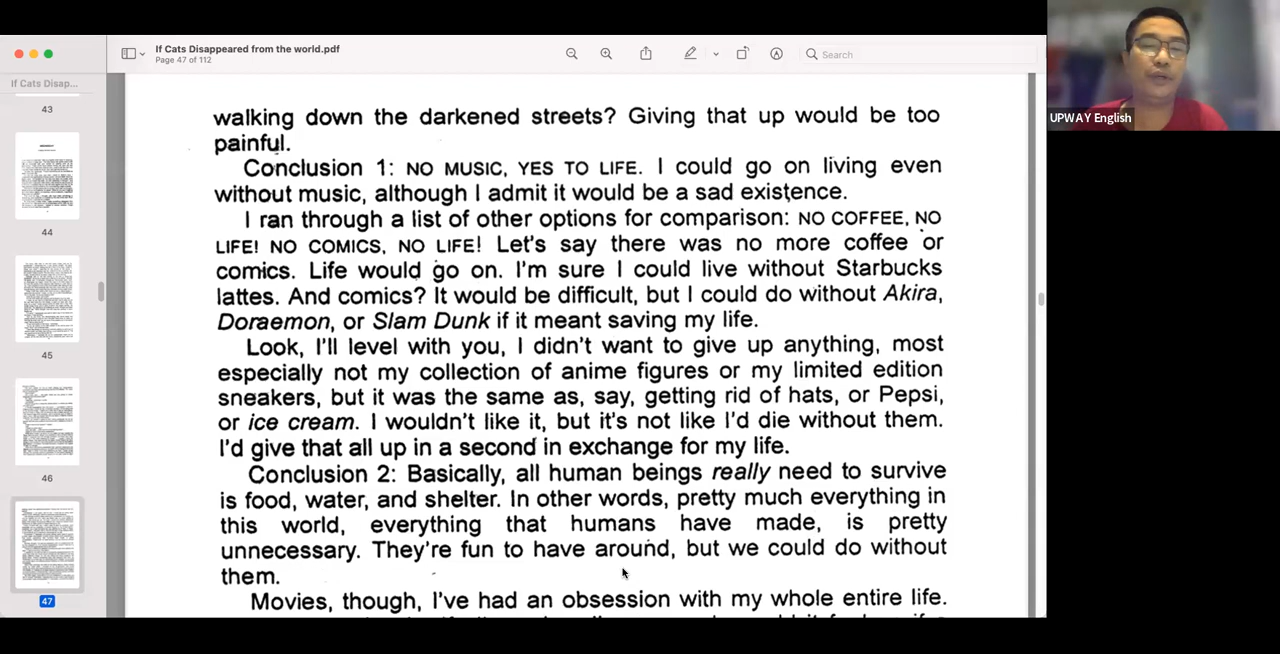 If Cats Disappeared from the world.pdf
Page 47 of 112
Search
UPWAY English
If Cats Disap...
43
44
45
46
47
walking down the darkened streets? Giving that up would be too
painful.
Conclusion 1: NO MUSIC, YES TO LIFE. I could go on living even
without music, although I admit it would be a sad existence.
I ran through a list of other options for comparison: NO COFFEE, NO
LIFE! NO COMICS, NO LIFE! Let's say there was no more coffee or
comics. Life would go on. I'm sure I could live without Starbucks
lattes. And comics? It would be difficult, but I could do without Akira,
Doraemon, or Slam Dunk if it meant saving my life.
Look, I'll level with you, I didn't want to give up anything, most
especially not my collection of anime figures or my limited edition
sneakers, but it was the same as, say, getting rid of hats, or Pepsi,
or ice cream. I wouldn't like it, but it's not like I'd die without them.
I'd give that all up in a second in exchange for my life.
Conclusion 2: Basically, all human beings really need to survive
is food, water, and shelter. In other words, pretty much everything in
this world, everything that humans have made, is pretty
unnecessary. They're fun to have around, but we could do without
them.
Movies, though, I've had an obsession with my whole entire life.